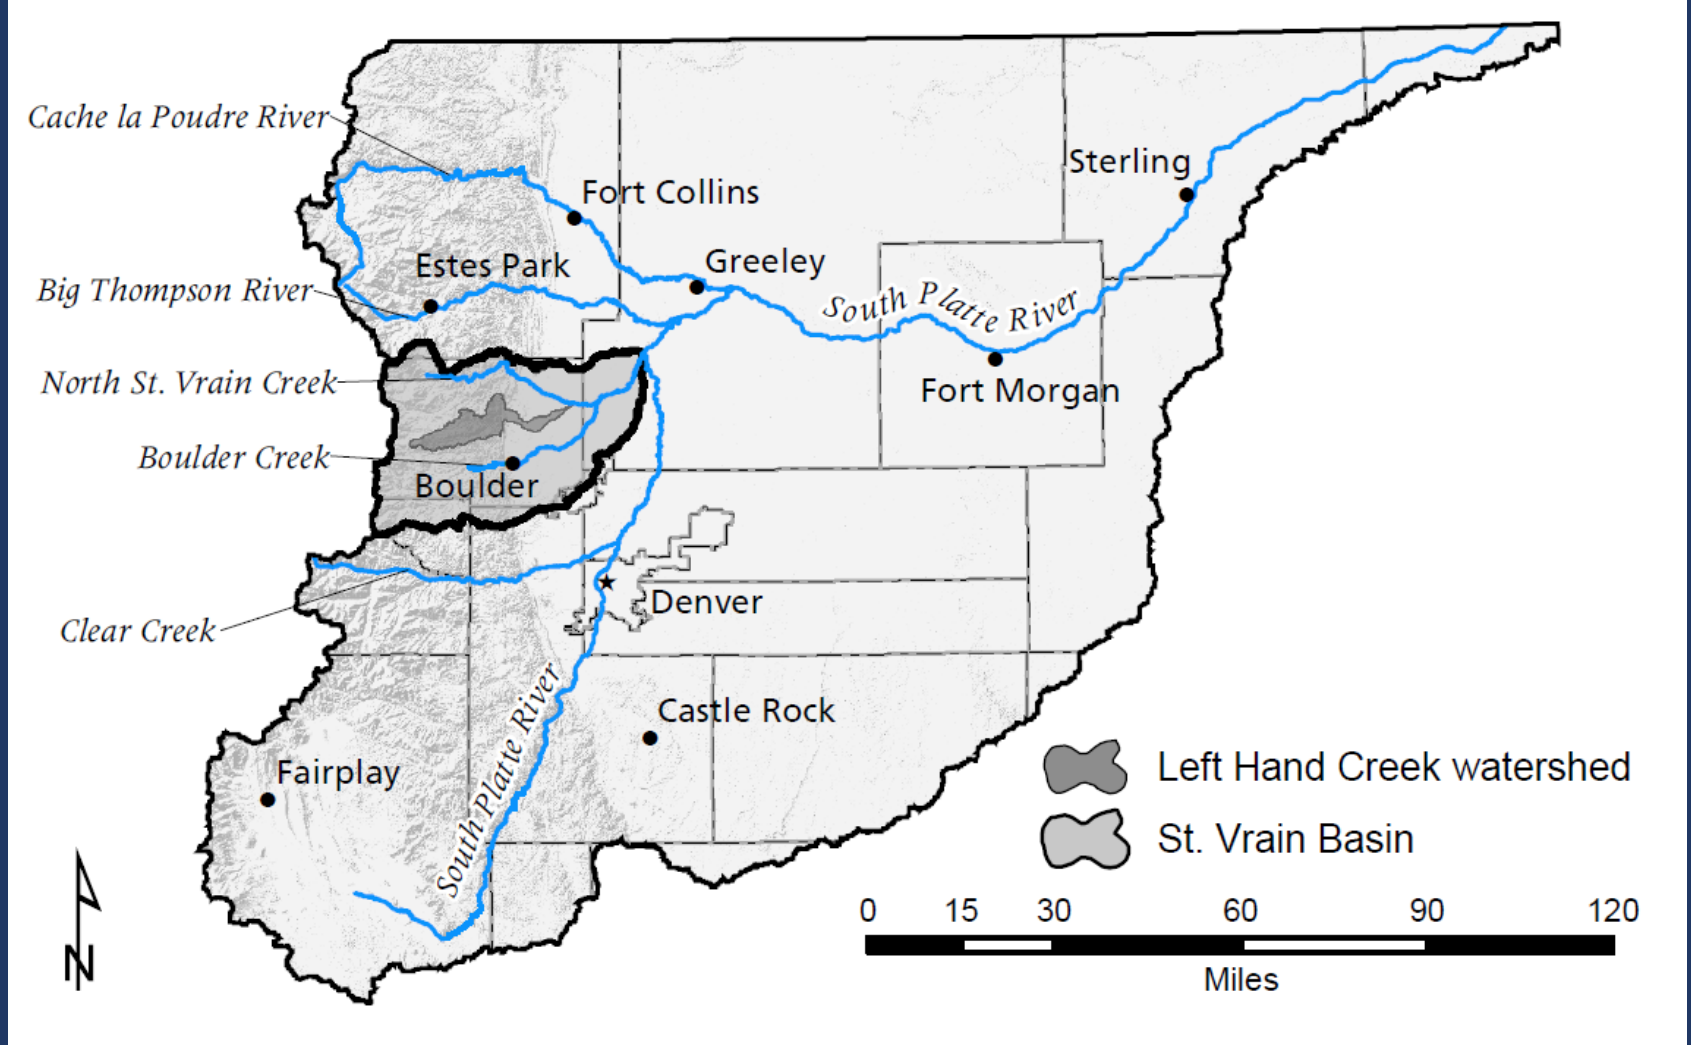 Cache la Poudre River
Sterling
Fort Collins
Greeley
Estes Park
Big Thompson River
South Platte River
North St. Vrain Creek
Fort Morgan
Boulder Creek
Boulder
Denver
Clear Creek
South Platte River
Castle Rock
Fairplay
Left Hand Creek watershed
St. Vrain Basin
0 15 30 60 90 120
Miles
N